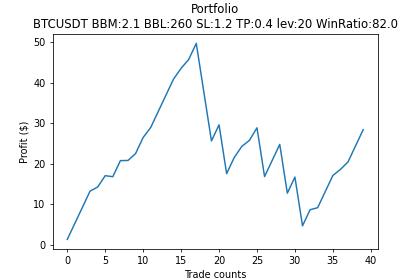 Portfolio
BTCUSDT BBM:2.1 BBL:260 SL:1.2 TP:0.4 lev:20 WinRatio:82.0
50
40
30
20
10
0
Profit ($)
0 5 10 15 20 25 30 35 40
Trade counts